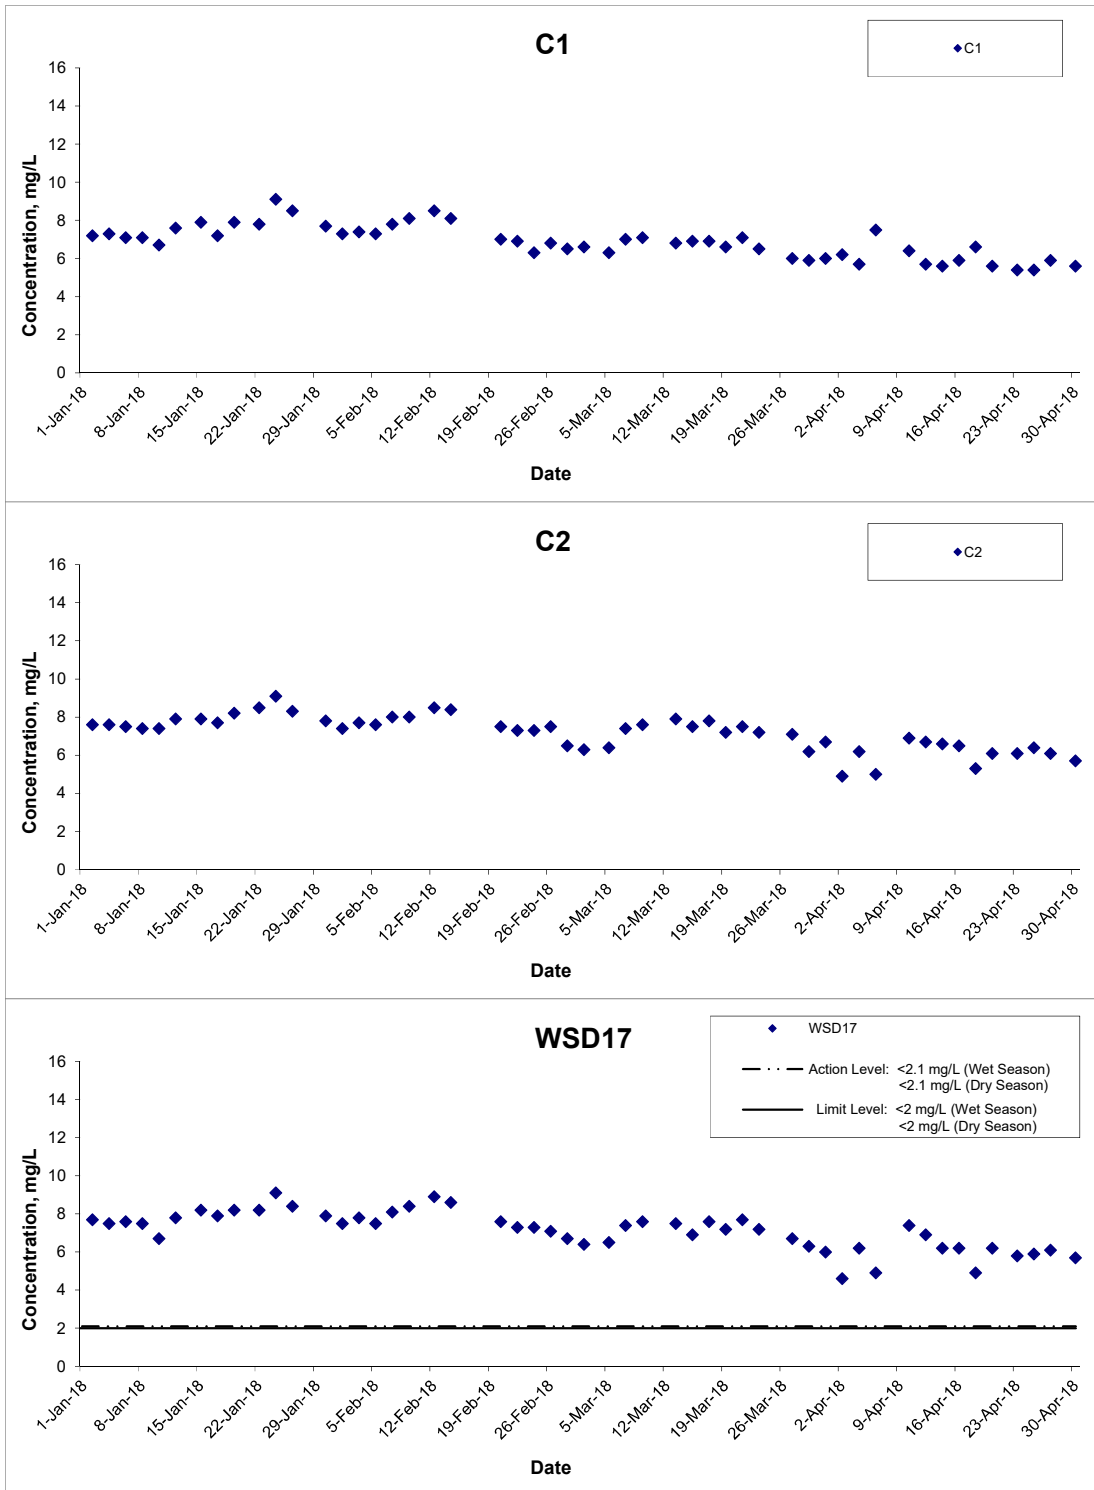 C1
C1
16
14
12
10
8
6
4
2
0
Concentration, mg/L
1-Jan-18
8-Jan-18
15-Jan-18
22-Jan-18
29-Jan-18
5-Feb-18
12-Feb-18
19-Feb-18
26-Feb-18
5-Mar-18
12-Mar-18
19-Mar-18
26-Mar-18
2-Apr-18
9-Apr-18
16-Apr-18
23-Apr-18
30-Apr-18
Date
C2
C2
16
14
12
10
8
6
4
2
0
Concentration, mg/L
1-Jan-18
8-Jan-18
15-Jan-18
22-Jan-18
29-Jan-18
5-Feb-18
12-Feb-18
19-Feb-18
26-Feb-18
5-Mar-18
12-Mar-18
19-Mar-18
26-Mar-18
2-Apr-18
9-Apr-18
16-Apr-18
23-Apr-18
30-Apr-18
Date
WSD17
WSD17
Action Level: <2.1 mg/L (Wet Season)
<2.1 mg/L (Dry Season)
Limit Level: <2 mg/L (Wet Season)
<2 mg/L (Dry Season)
16
14
12
10
8
6
4
2
0
Concentration, mg/L
1-Jan-18
8-Jan-18
15-Jan-18
22-Jan-18
29-Jan-18
5-Feb-18
12-Feb-18
19-Feb-18
26-Feb-18
5-Mar-18
12-Mar-18
19-Mar-18
26-Mar-18
2-Apr-18
9-Apr-18
16-Apr-18
23-Apr-18
30-Apr-18
Date